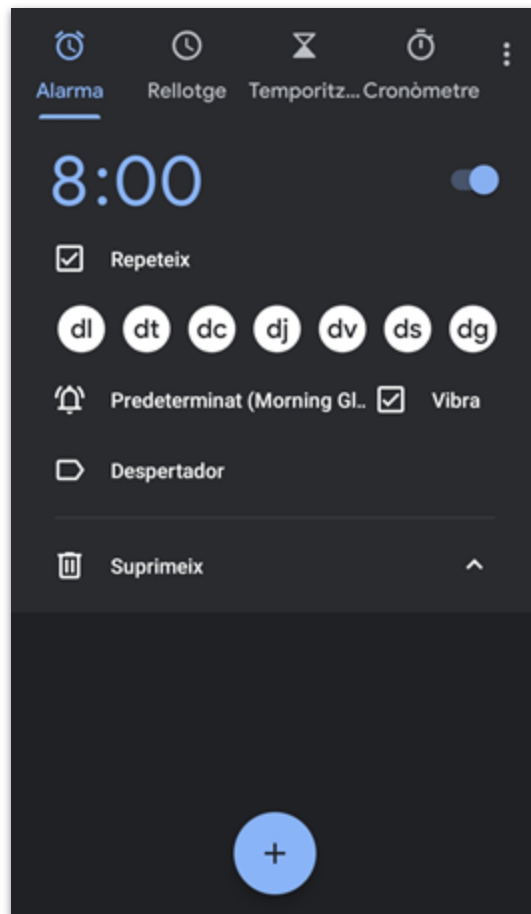 Alarma Rellotge Temporitz... Cronòmetre
8:00
Repeteix
dl dt dc dj dv ds dg
Predeterminat (Morning Gl.. Vibra
Despertador
Suprimeix
+